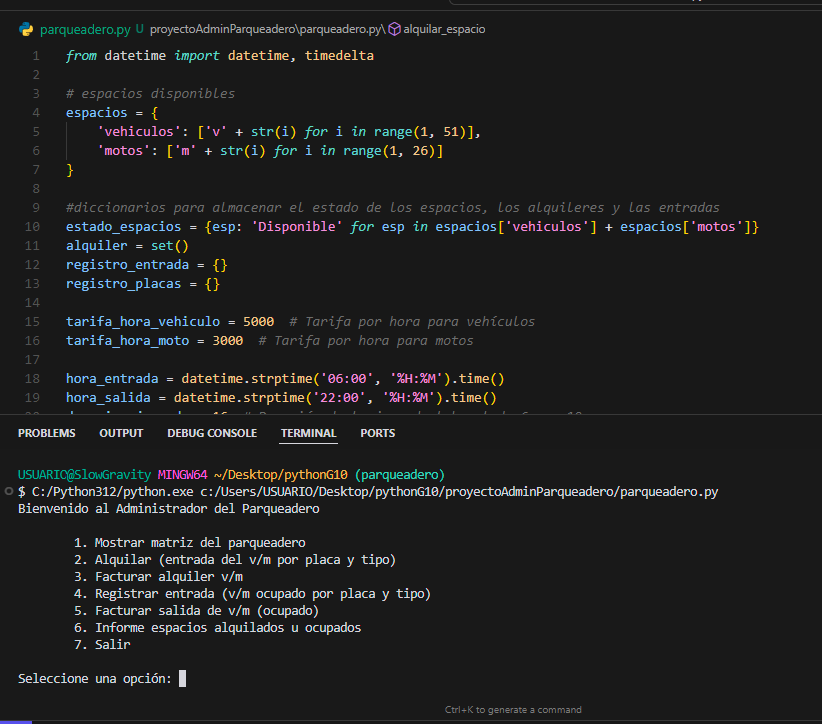 parqueadero.py U proyectoAdminParqueadero\parqueadero.py\ alquilar_espacio
1 from datetime import datetime, timedelta
2
3 # espacios disponibles
4 espacios = {
5 'vehiculos': ['v' + str(i) for i in range(1, 51)],
6 'motos': ['m' + str(i) for i in range(1, 26)]
7 }
8
9 #diccionarios para almacenar el estado de los espacios, los alquileres y las entradas
10 estado_espacios = {esp: 'Disponible' for esp in espacios['vehiculos'] + espacios['motos']}
11 alquiler = set()
12 registro_entrada = {}
13 registro_placas = {}
14
15 tarifa_hora_vehiculo = 5000 # Tarifa por hora para vehículos
16 tarifa_hora_moto = 3000 # Tarifa por hora para motos
17
18 hora_entrada = datetime.strptime('06:00', '%H:%M').time()
19 hora_salida = datetime.strptime('22:00', '%H:%M').time()
PROBLEMS OUTPUT DEBUG CONSOLE TERMINAL PORTS
USUARIO@SlowGravity MINGW64 ~/Desktop/pythonG10 (parqueadero)
$ C:/Python312/python.exe c:/Users/USUARIO/Desktop/pythonG10/proyectoAdminParqueadero/parqueadero.py
Bienvenido al Administrador del Parqueadero
1. Mostrar matriz del parqueadero
2. Alquilar (entrada del v/m por placa y tipo)
3. Facturar alquiler v/m
4. Registrar entrada (v/m ocupado por placa y tipo)
5. Facturar salida de v/m (ocupado)
6. Informe espacios alquilados u ocupados
7. Salir
Seleccione una opción:
Ctrl+K to generate a command